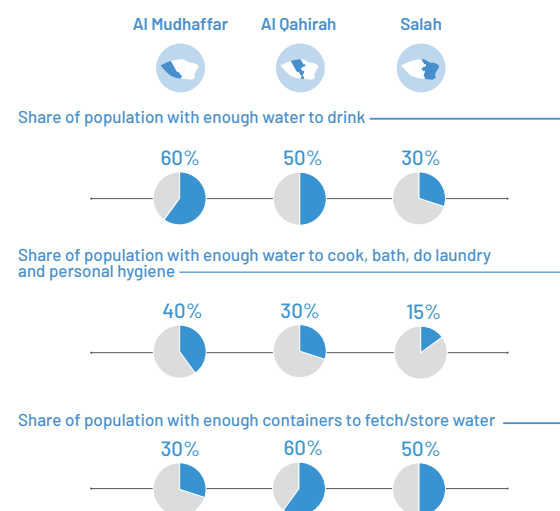 Al Mudhaffar Al Qahirah Salah
Share of population with enough water to drink
60% 50% 30%
Share of population with enough water to cook, bath, do laundry
and personal hygiene
40% 30% 15%
Share of population with enough containers to fetch/store water
30% 60% 50%